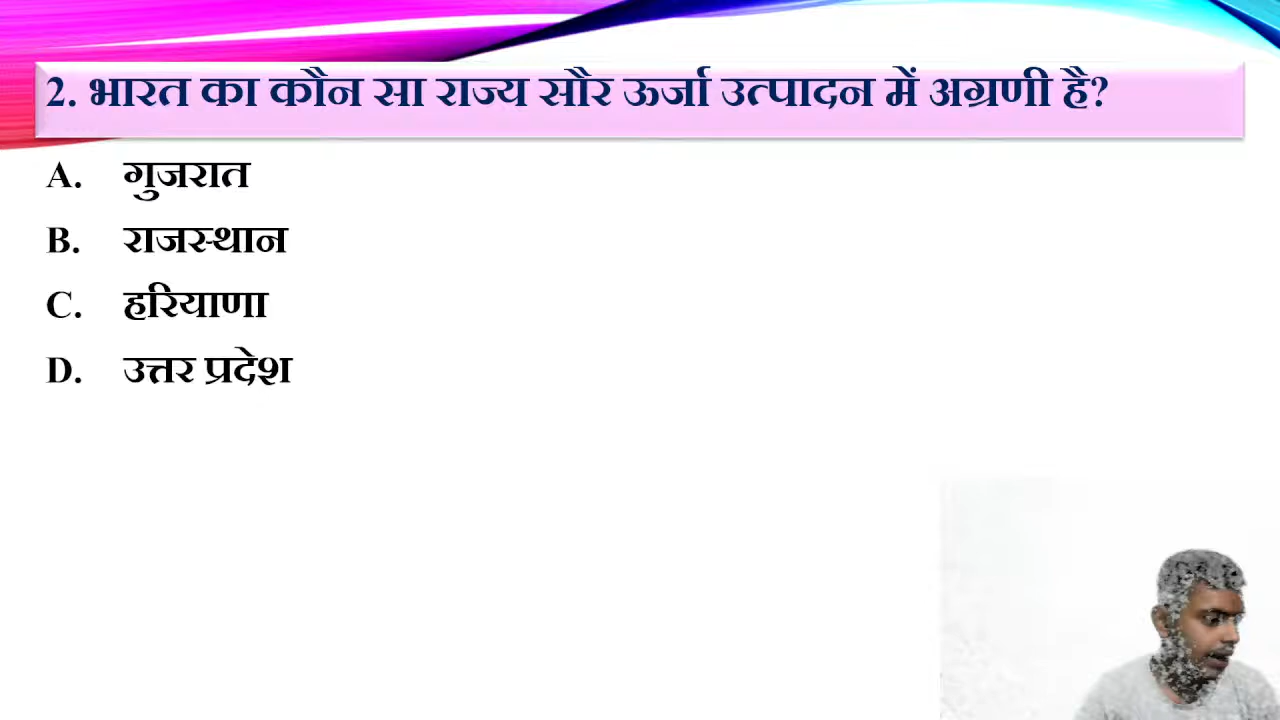 2. भारत का कौन सा राज्य सौर ऊर्जा उत्पादन में अग्रणी है?
A. गुजरात
B. राजस्थान
C. हरियाणा
D. उत्तर प्रदेश